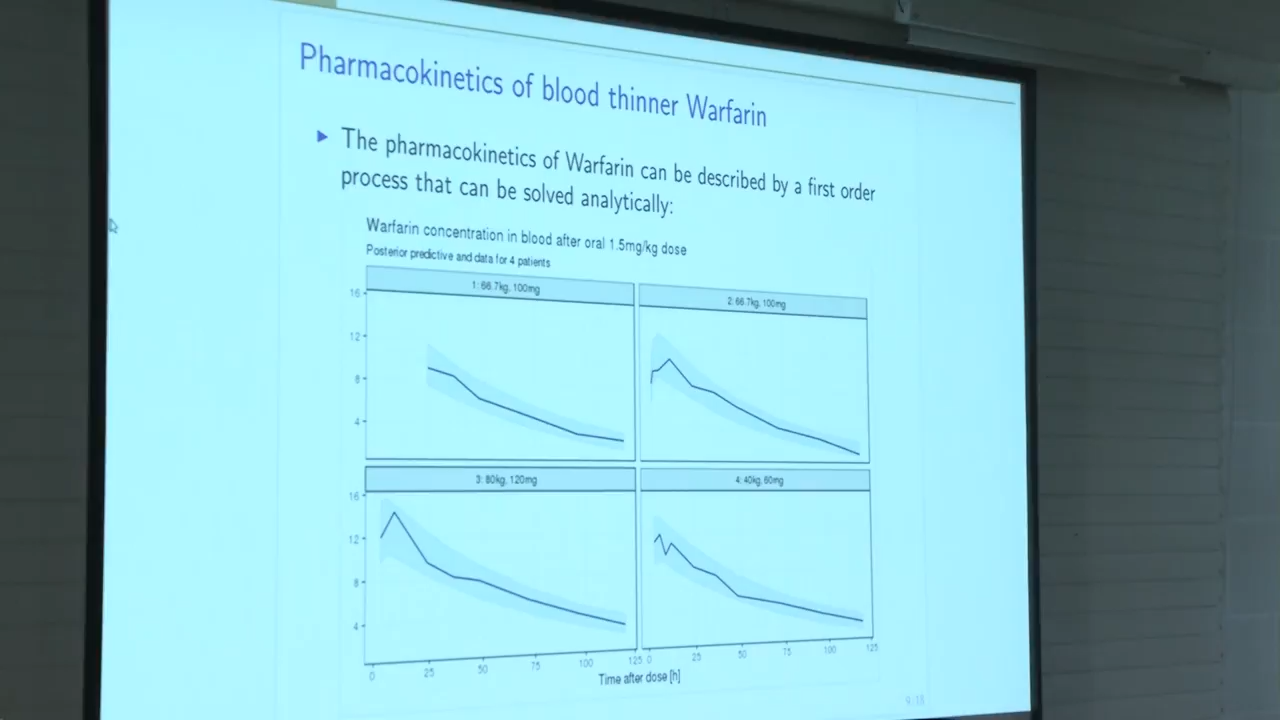 Pharmacokinetics of blood thinner Warfarin
The pharmacokinetics of Warfarin can be described by a first order
process that can be solved analytically:
Warfarin concentration in blood after oral 1.5mg/kg dose
Posterior predictive and data for 4 patients
1: 66.7kg, 100mg
2: 66.7kg, 100mg
16
12
8
4
3: 80kg, 120mg
4: 40kg, 60mg
16
12
8
4
0 25 50 75 100 125
0 25 50 75 100 125
Time after dose [h]